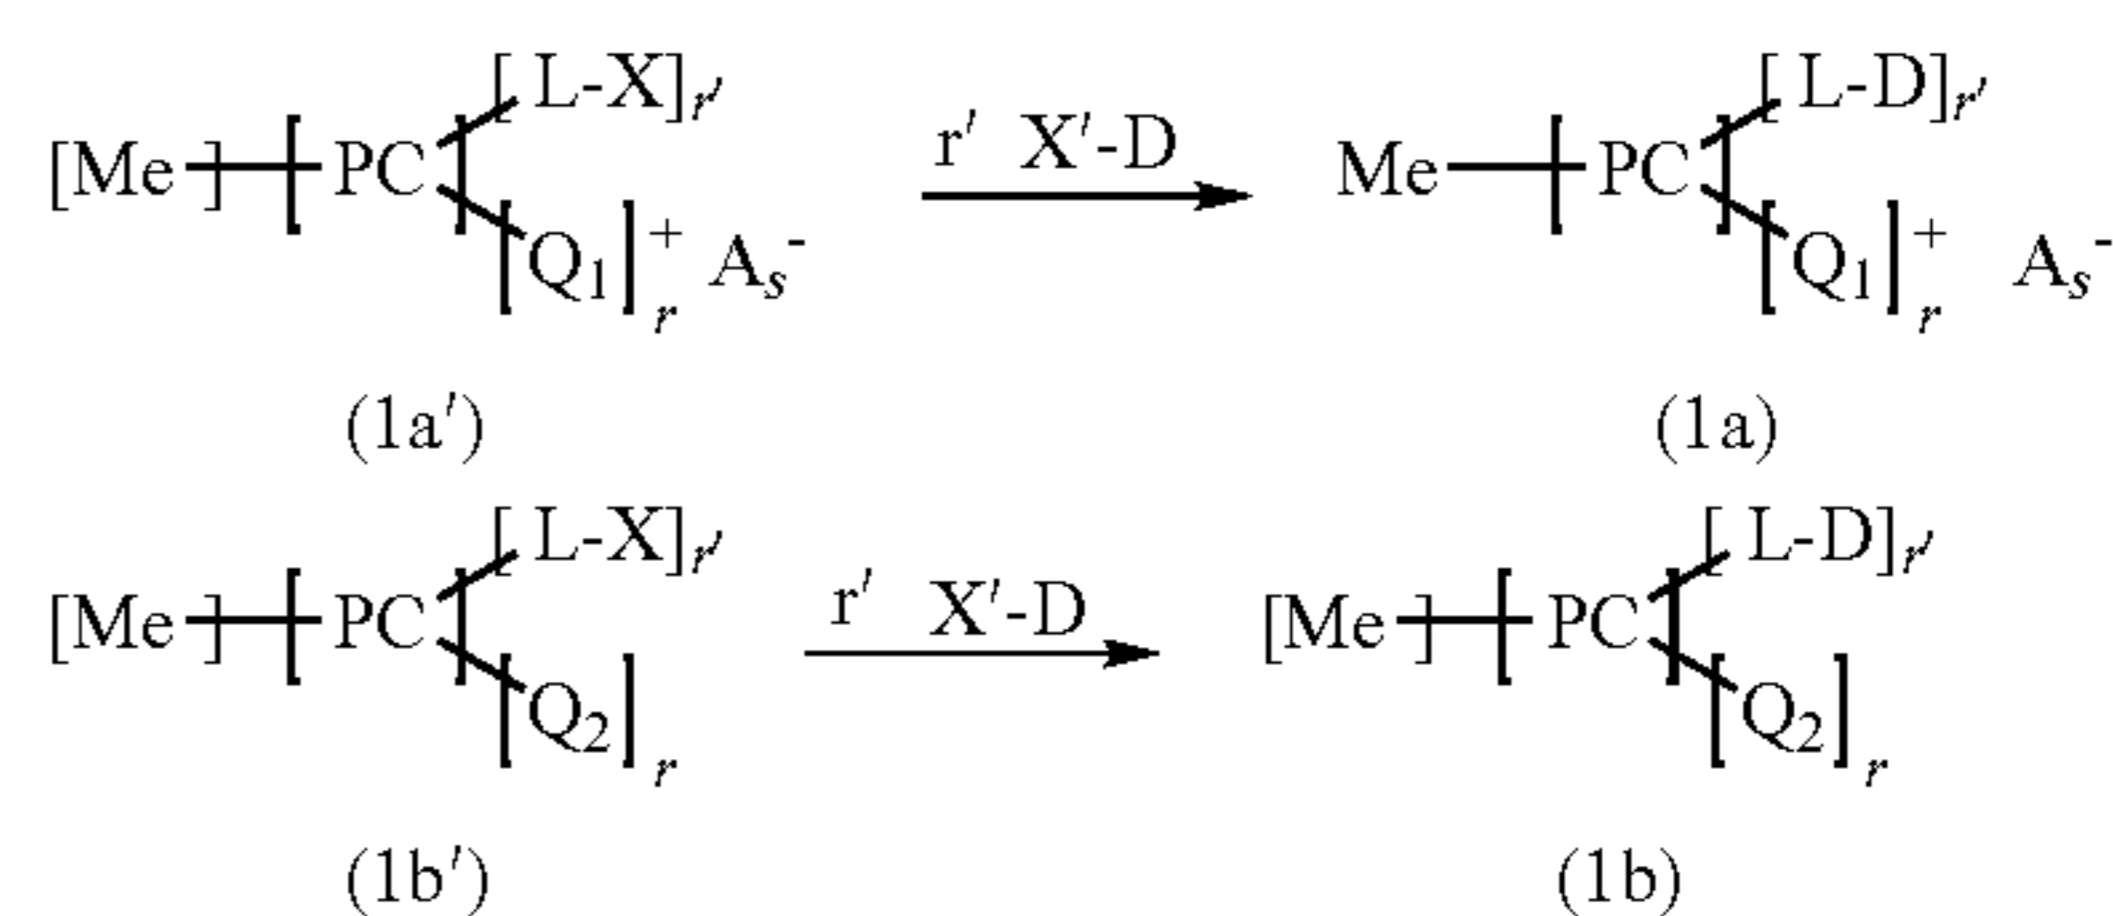 [L-X]r′ [L-D]r′
[Me] [PC] r′ X′-D Me [PC]
[Q1]r+ As- [Q1]r+ As-
(1a′) (1a)
[L-X]r′ [L-D]r′
[Me] [PC] r′ X′-D [Me] [PC]
[Q2]r [Q2]r
(1b′) (1b)